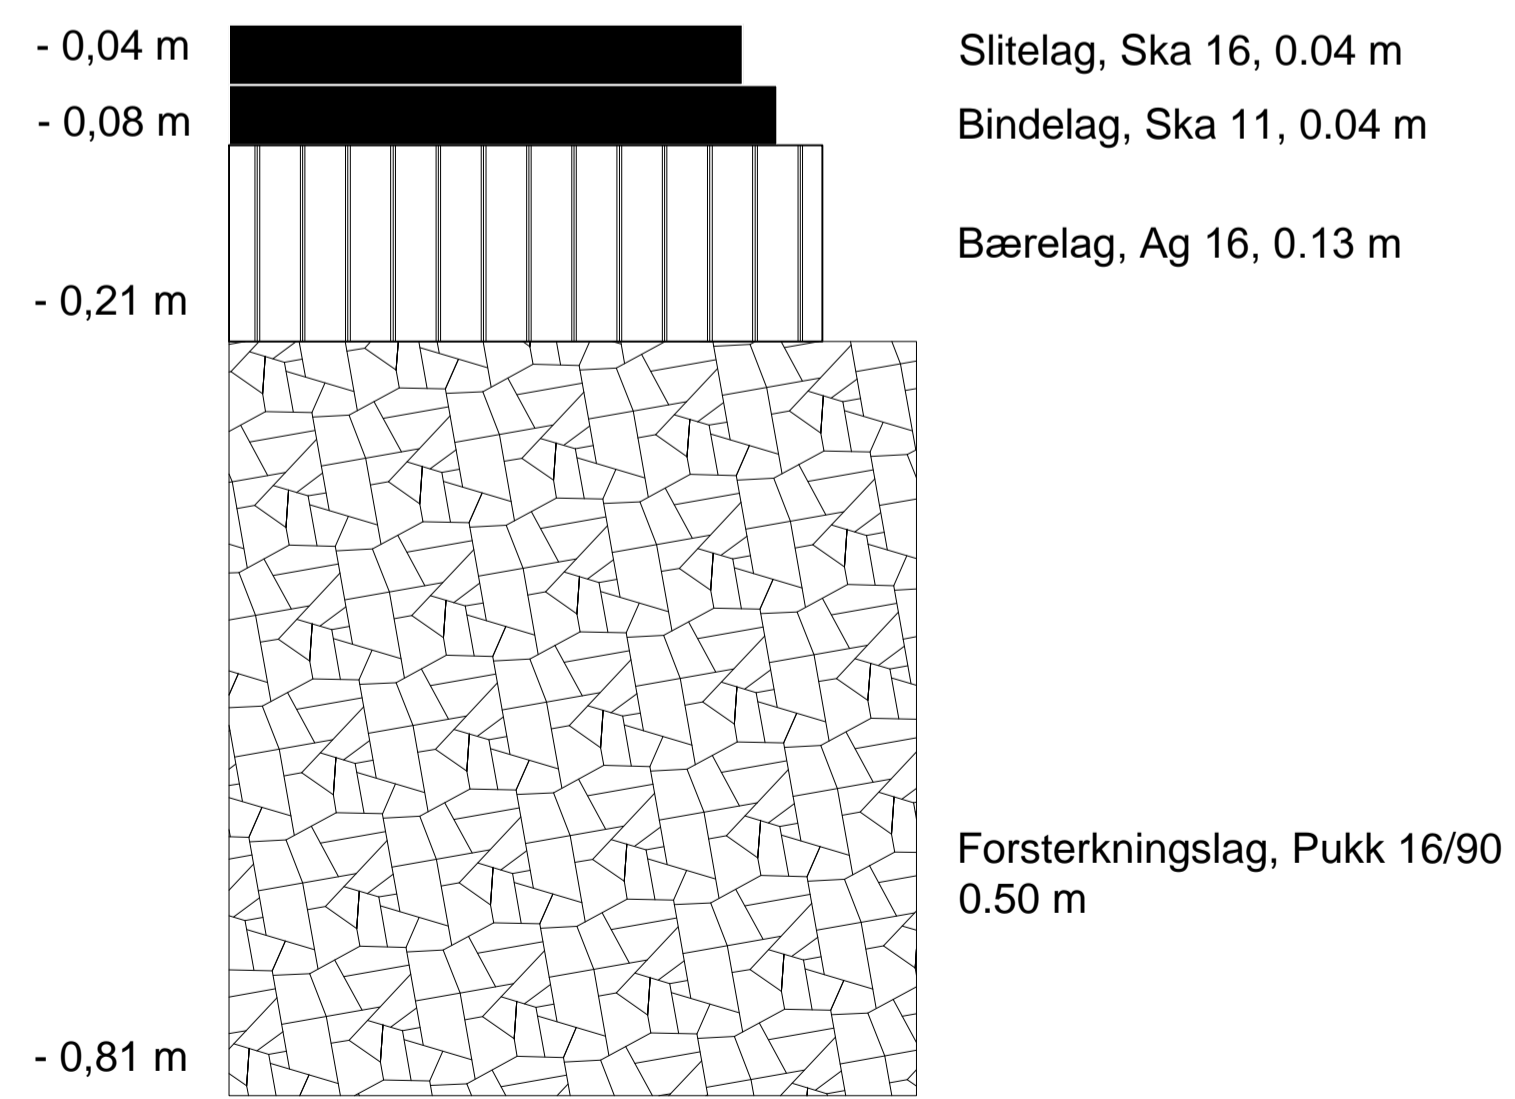 - 0,04 m
Slitelag, Ska 16, 0.04 m
- 0,08 m
Bindelag, Ska 11, 0.04 m
Bærelag, Ag 16, 0.13 m
- 0,21 m
Forsterkningslag, Pukk 16/90
0.50 m
- 0,81 m